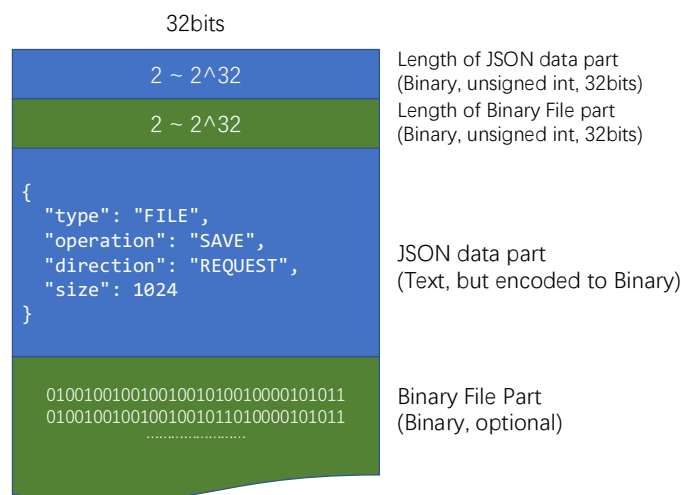 32bits
2 ~ 2^32
Length of JSON data part
(Binary, unsigned int, 32bits)
2 ~ 2^32
Length of Binary File part
(Binary, unsigned int, 32bits)
{
  "type": "FILE",
  "operation": "SAVE",
  "direction": "REQUEST",
  "size": 1024
}
JSON data part
(Text, but encoded to Binary)
01001001001001001010010000101011
01001001001001001011010000101011
........................
Binary File Part
(Binary, optional)